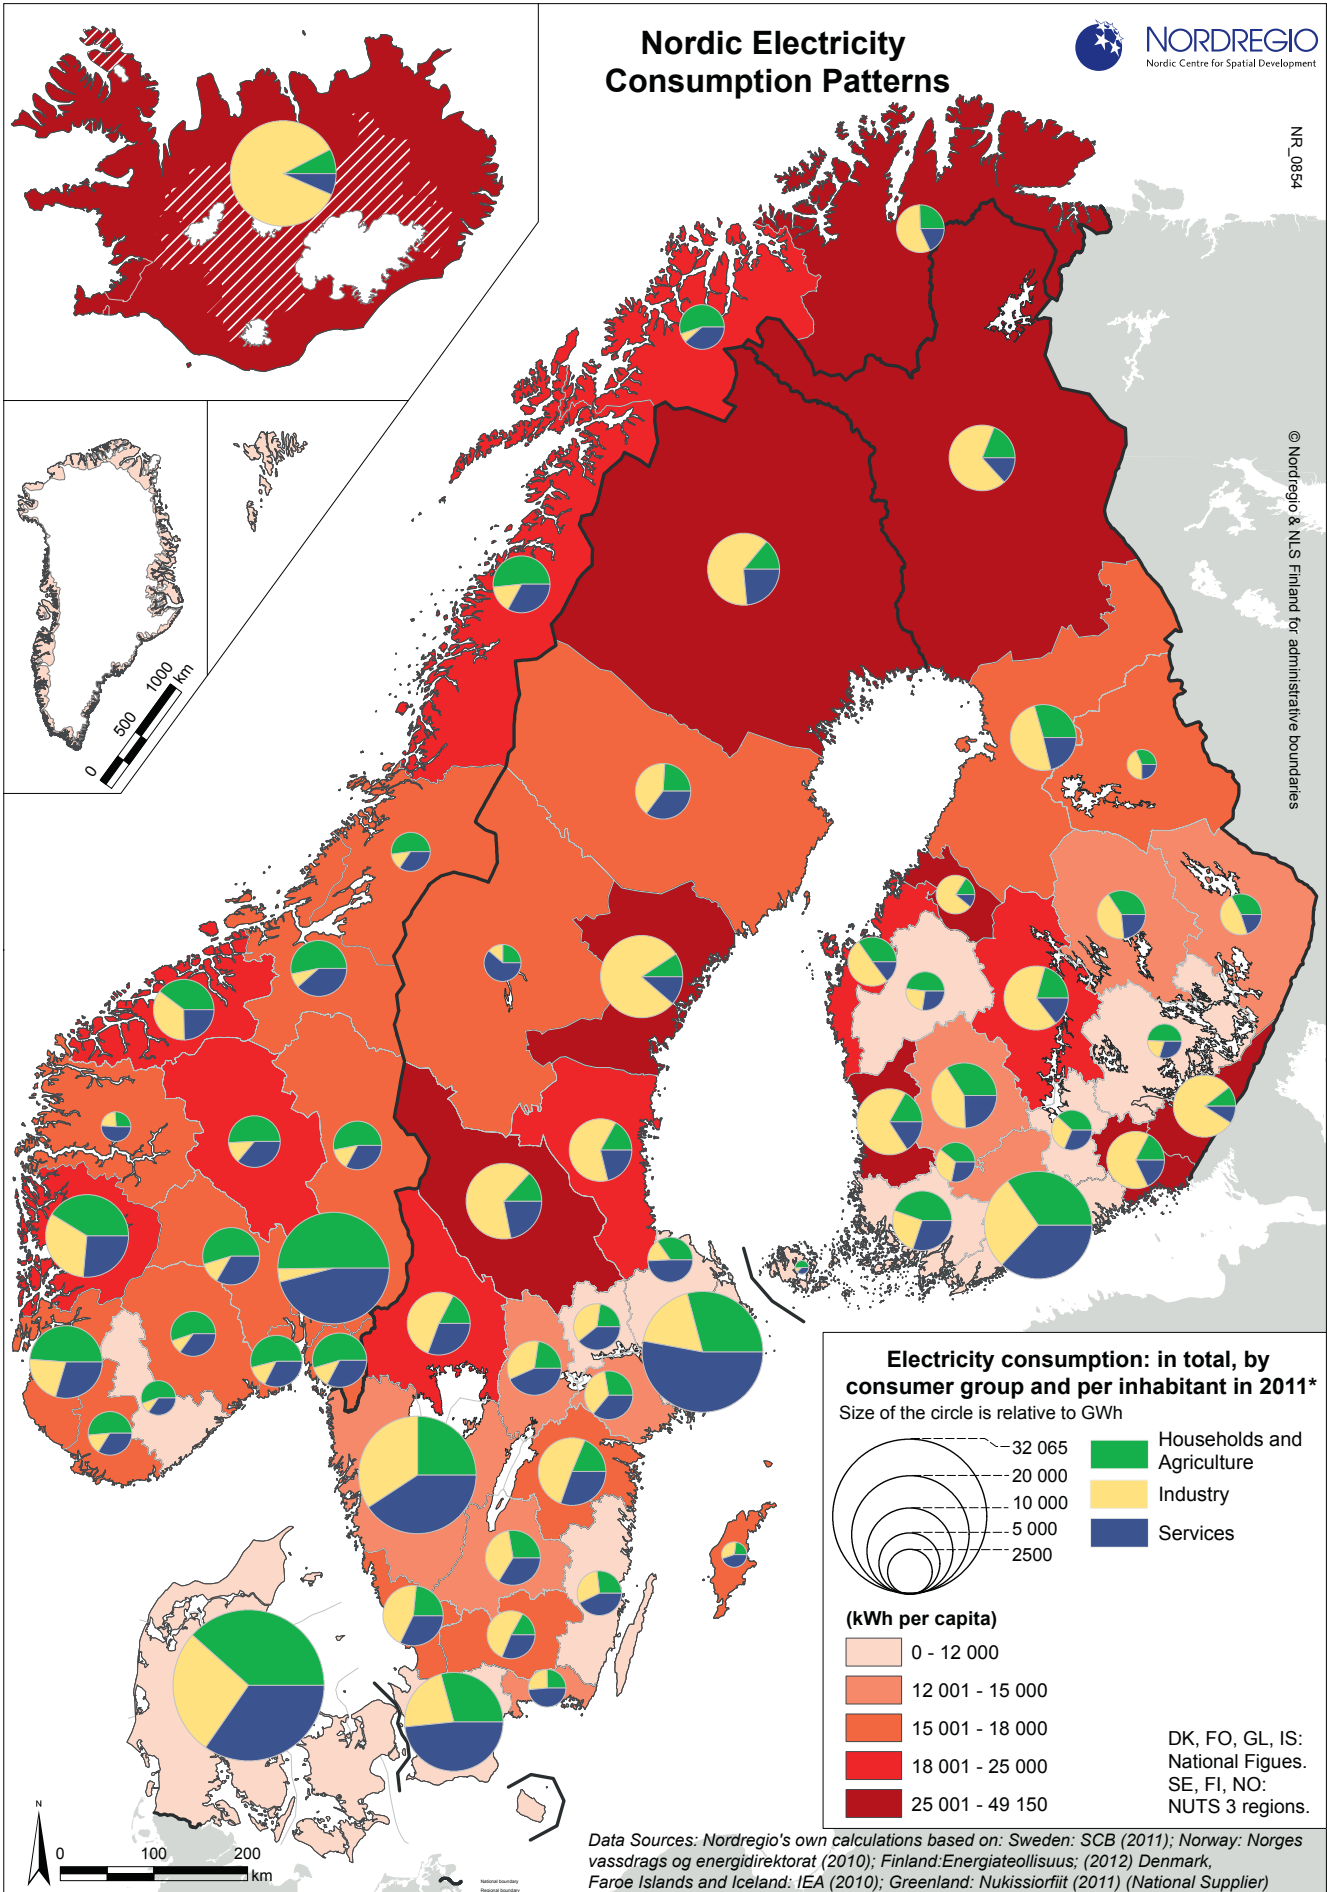 Nordic Electricity
Consumption Patterns
NORDREGIO
Nordic Centre for Spatial Development
NR_0854
© Nordregio & NLS Finland for administrative boundaries
0
500
1000
km
Electricity consumption: in total, by
consumer group and per inhabitant in 2011*
Size of the circle is relative to GWh
32 065
20 000
10 000
5 000
2500
Households and
Agriculture
Industry
Services
(kWh per capita)
0 - 12 000
12 001 - 15 000
15 001 - 18 000
18 001 - 25 000
25 001 - 49 150
DK, FO, GL, IS:
National Figues.
SE, FI, NO:
NUTS 3 regions.
N
0 100 200
km
National boundary
Regional boundary
Data Sources: Nordregio's own calculations based on: Sweden: SCB (2011); Norway: Norges
vassdrags og energidirektorat (2010); Finland:Energiateollisuus; (2012) Denmark,
Faroe Islands and Iceland: IEA (2010); Greenland: Nukissiorfiit (2011) (National Supplier)